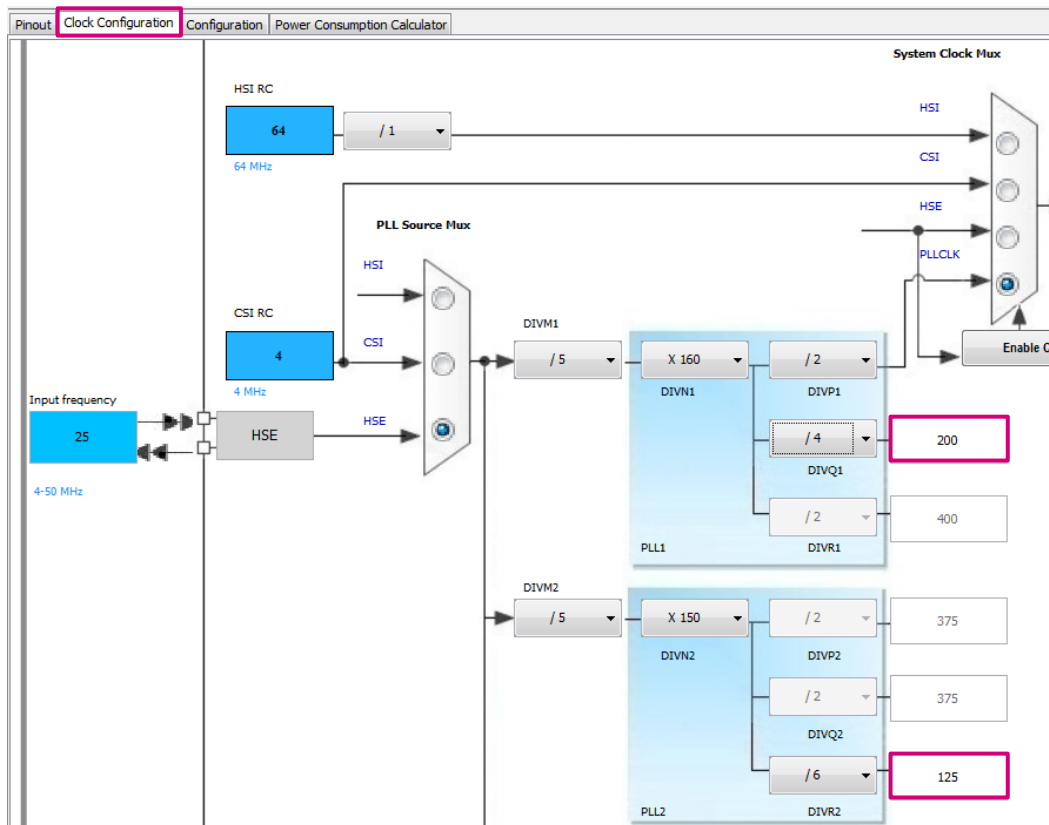 Pinout
Clock Configuration
Configuration
Power Consumption Calculator
System Clock Mux
HSI RC
64
/ 1
64 MHz
HSI
CSI
HSE
PLLCLK
PLL Source Mux
HSI
CSI RC
4
4 MHz
CSI
HSE
Input frequency
25
4-50 MHz
HSE
DIVM1
/ 5
X 160
DIVN1
/ 2
DIVP1
/ 4
DIVQ1
200
/ 2
DIVR1
400
PLL1
Enable C
DIVM2
/ 5
X 150
DIVN2
/ 2
DIVP2
375
/ 2
DIVQ2
375
/ 6
DIVR2
125
PLL2